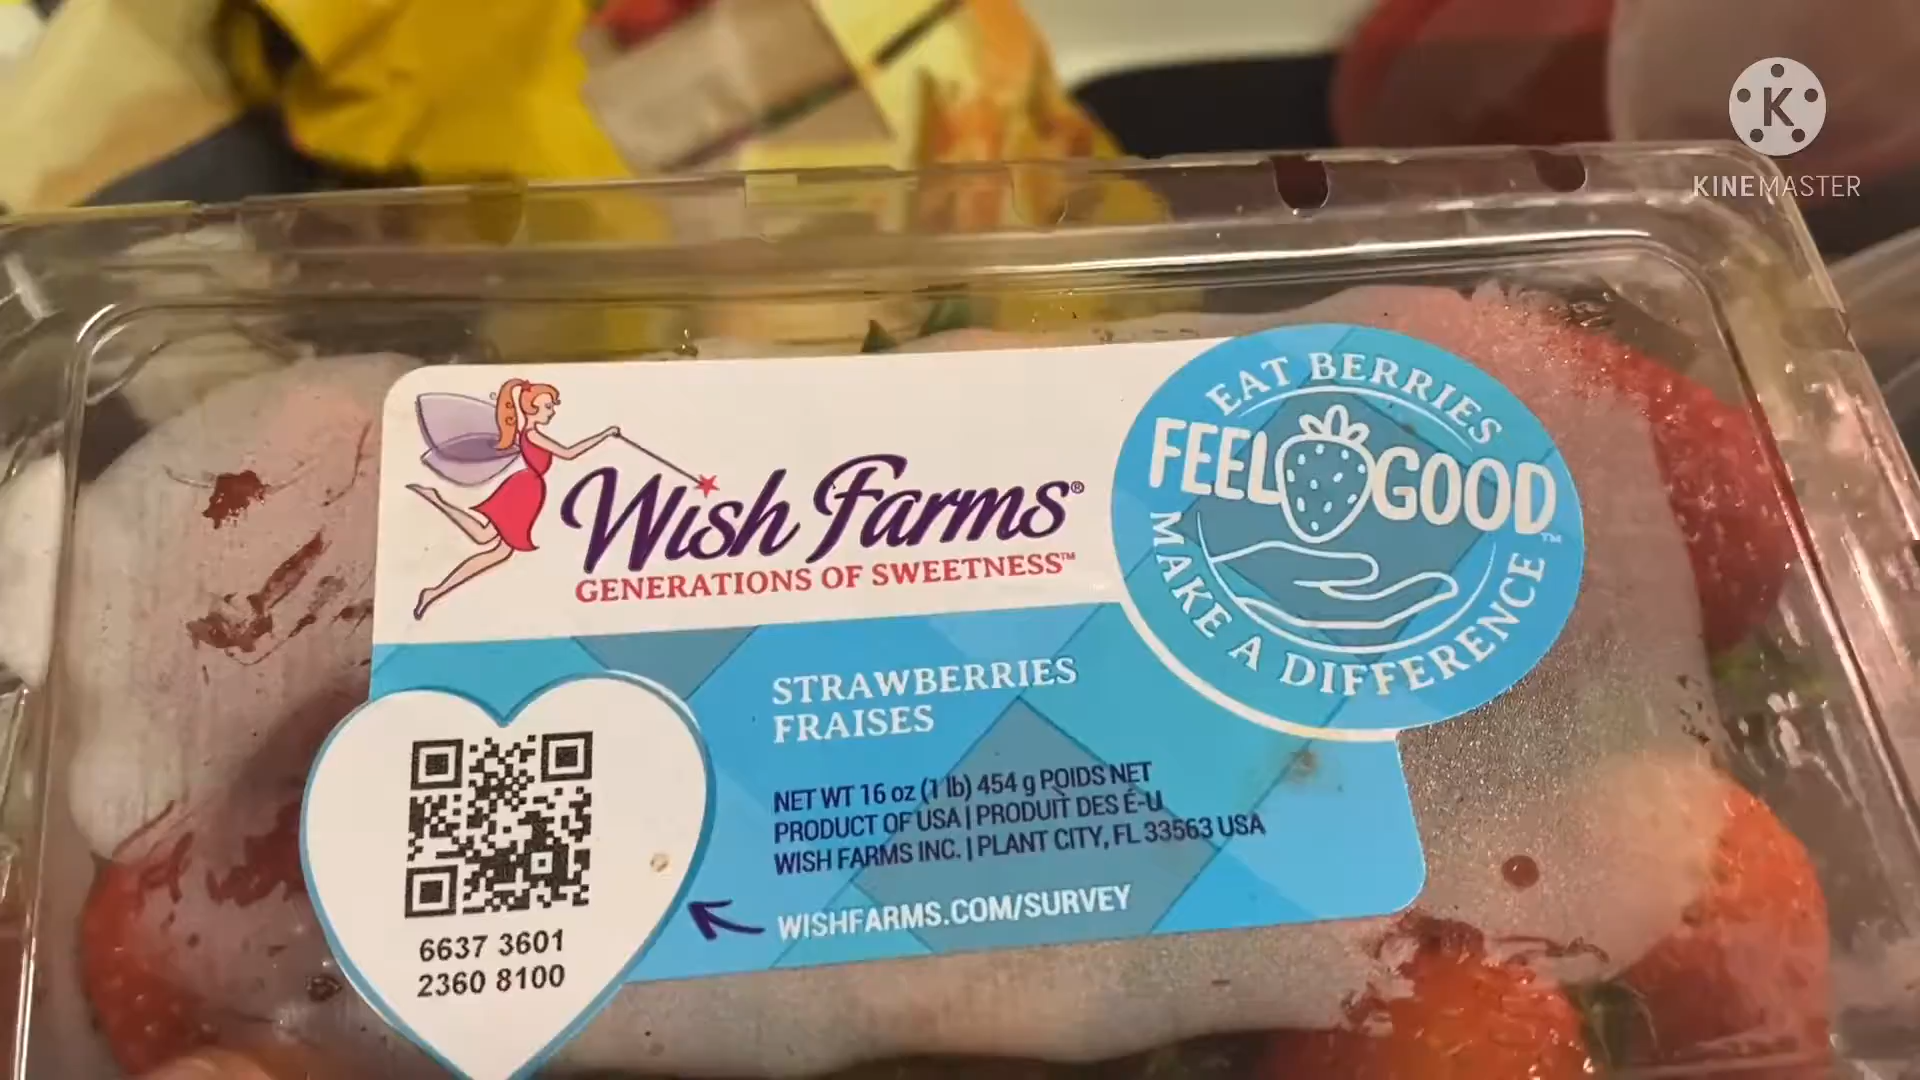 K
KINEMASTER
Wish Farms®
GENERATIONS OF SWEETNESS™
EAT BERRIES
FEEL GOOD™
MAKE A DIFFERENCE
STRAWBERRIES
FRAISES
NET WT 16 oz (1 lb) 454 g POIDS NET
PRODUCT OF USA | PRODUIT DES É-U
WISH FARMS INC. | PLANT CITY, FL 33563 USA
WISHFARMS.COM/SURVEY
6637 3601
2360 8100